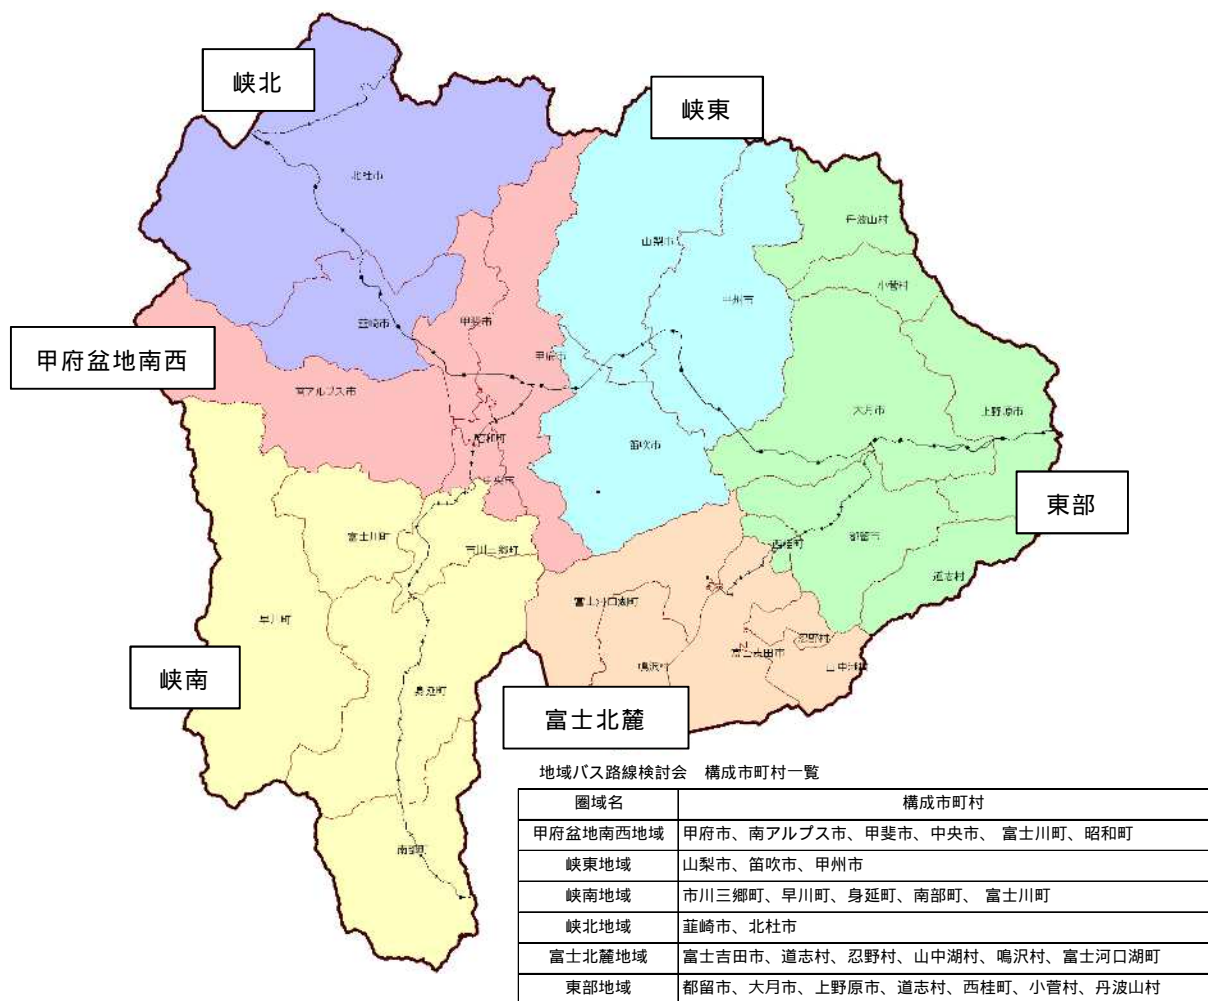 峡北
峡東
北杜市
丹波山村
山梨市
小菅村
甲州市
韮崎市
甲斐市
甲府市
甲府盆地南西
南アルプス市
大月市
上野原市
昭和町
笛吹市
中央市
東部
富士川町
市川三郷町
西桂町
都留市
道志村
早川町
富士河口湖町
忍野村
富士吉田市
山中湖村
鳴沢村
峡南
身延町
富士北麓
南部町
地域バス路線検討会 構成市町村一覧
圏域名 構成市町村
甲府盆地南西地域 甲府市、南アルプス市、甲斐市、中央市、 富士川町、昭和町
峡東地域 山梨市、笛吹市、甲州市
峡南地域 市川三郷町、早川町、身延町、南部町、 富士川町
峡北地域 韮崎市、北杜市
富士北麓地域 富士吉田市、道志村、忍野村、山中湖村、鳴沢村、富士河口湖町
東部地域 都留市、大月市、上野原市、道志村、西桂町、小菅村、丹波山村